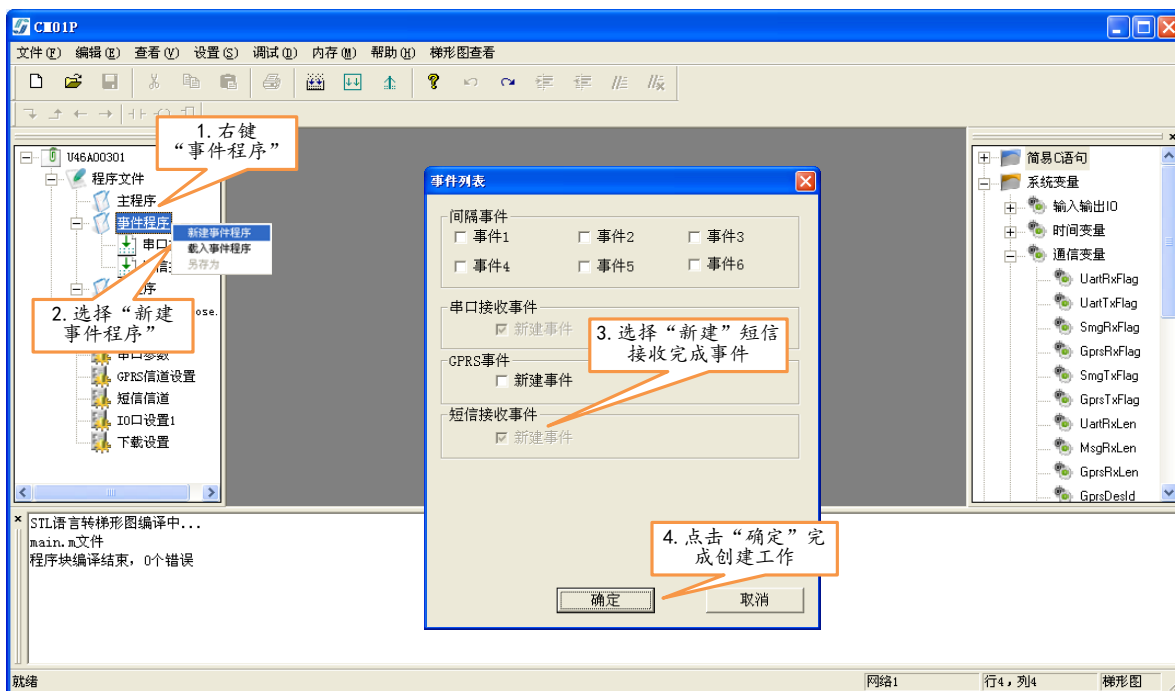 CM01P
文件(F) 编辑(E) 查看(V) 设置(S) 调试(D) 内存(M) 帮助(H) 梯形图查看
1. 右键
“事件程序”
U46A00301
程序文件
主程序
事件程序
新建事件程序
载入事件程序
另存为
串口
2. 选择“新建
事件程序”
序
ose.
串口参数
GPRS信道设置
短信信道
IO口设置1
下载设置
事件列表
间隔事件
事件1 事件2 事件3
事件4 事件5 事件6
串口接收事件
新建事件
3. 选择“新建”短信
接收完成事件
GPRS事件
新建事件
短信接收事件
新建事件
4. 点击“确定”完
成创建工作
确定 取消
简易C语句
系统变量
输入输出IO
时间变量
通信变量
UartRxFlag
UartTxFlag
SmgRxFlag
GprsRxFlag
SmgTxFlag
GprsTxFlag
UartRxLen
MsgRxLen
GprsRxLen
GprsDesId
STL语言转梯形图编译中...
main.m文件
程序块编译结束，0个错误
就绪 网络1 行4，列4 梯形图